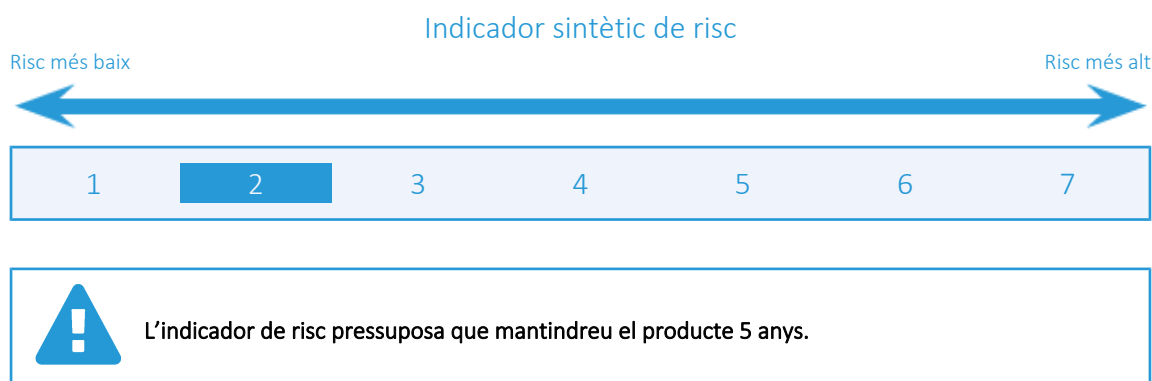 Indicador sintètic de risc
Risc més baix Risc més alt
1 2 3 4 5 6 7
L’indicador de risc pressuposa que mantindreu el producte 5 anys.